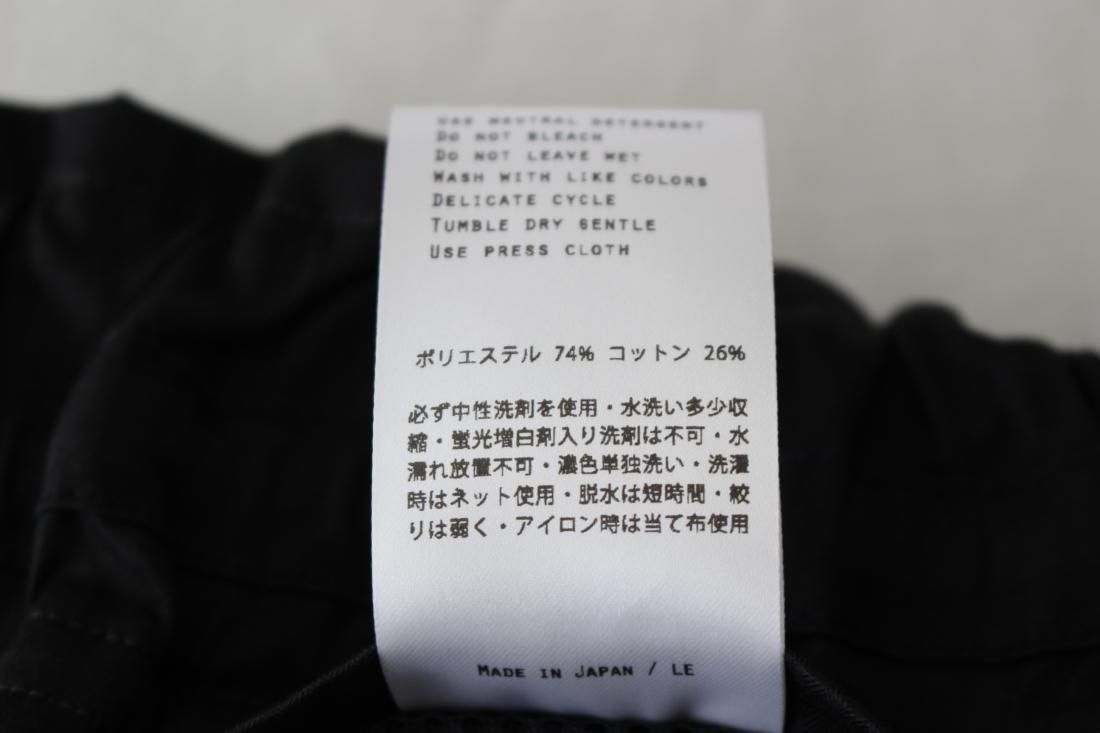 USE NEUTRAL DETERGENT
DO NOT BLEACH
DO NOT LEAVE WET
WASH WITH LIKE COLORS
DELICATE CYCLE
TUMBLE DRY GENTLE
USE PRESS CLOTH
ポリエステル 74% コットン 26%
必ず中性洗剤を使用・水洗い多少収
縮・蛍光増白剤入り洗剤は不可・水
濡れ放置不可・濃色単独洗い・洗濯
時はネット使用・脱水は短時間・絞
りは弱く・アイロン時は当て布使用
MADE IN JAPAN / LE